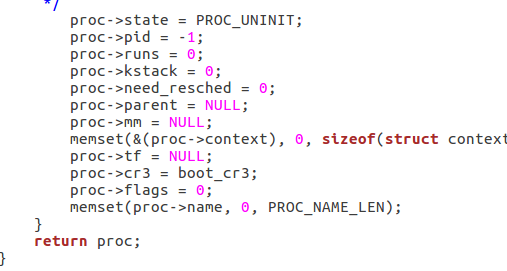 */
proc->state = PROC_UNINIT;
proc->pid = -1;
proc->runs = 0;
proc->kstack = 0;
proc->need_resched = 0;
proc->parent = NULL;
proc->mm = NULL;
memset(&(proc->context), 0, sizeof(struct context
proc->tf = NULL;
proc->cr3 = boot_cr3;
proc->flags = 0;
memset(proc->name, 0, PROC_NAME_LEN);
}
return proc;
}